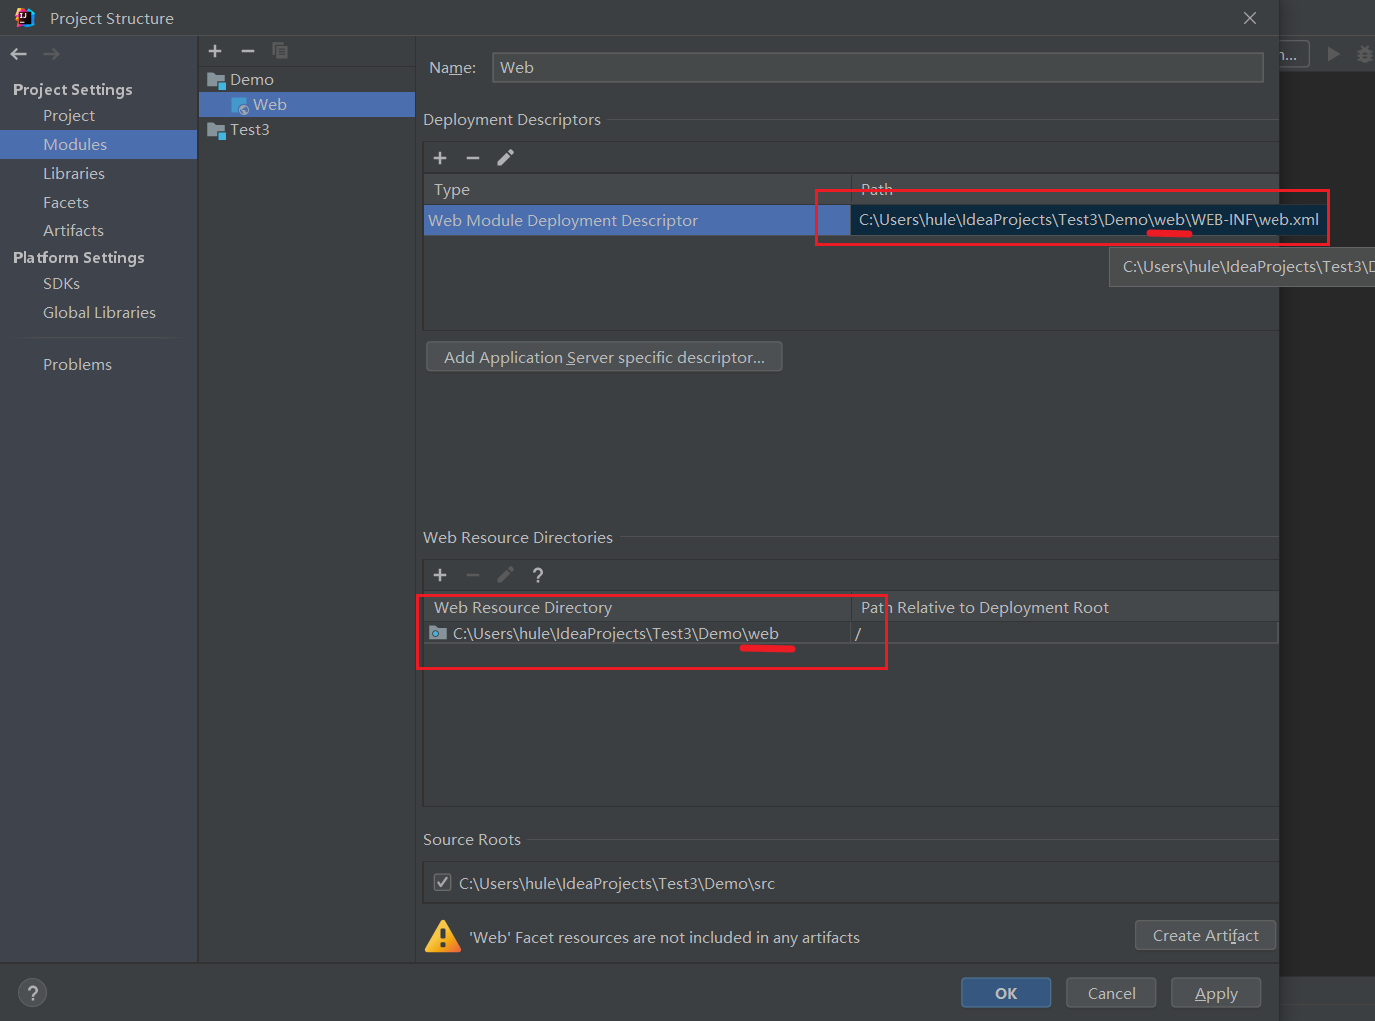 Project Structure
n...
Project Settings
Project
Modules
Libraries
Facets
Artifacts
Platform Settings
SDKs
Global Libraries
Problems
Demo
Web
Test3
Name: Web
Deployment Descriptors
Type Path
Web Module Deployment Descriptor C:\Users\hule\IdeaProjects\Test3\Demo\web\WEB-INF\web.xml
C:\Users\hule\IdeaProjects\Test3\D
Add Application Server specific descriptor...
Web Resource Directories
?
Web Resource Directory Path Relative to Deployment Root
C:\Users\hule\IdeaProjects\Test3\Demo\web /
Source Roots
C:\Users\hule\IdeaProjects\Test3\Demo\src
'Web' Facet resources are not included in any artifacts Create Artifact
? OK Cancel Apply